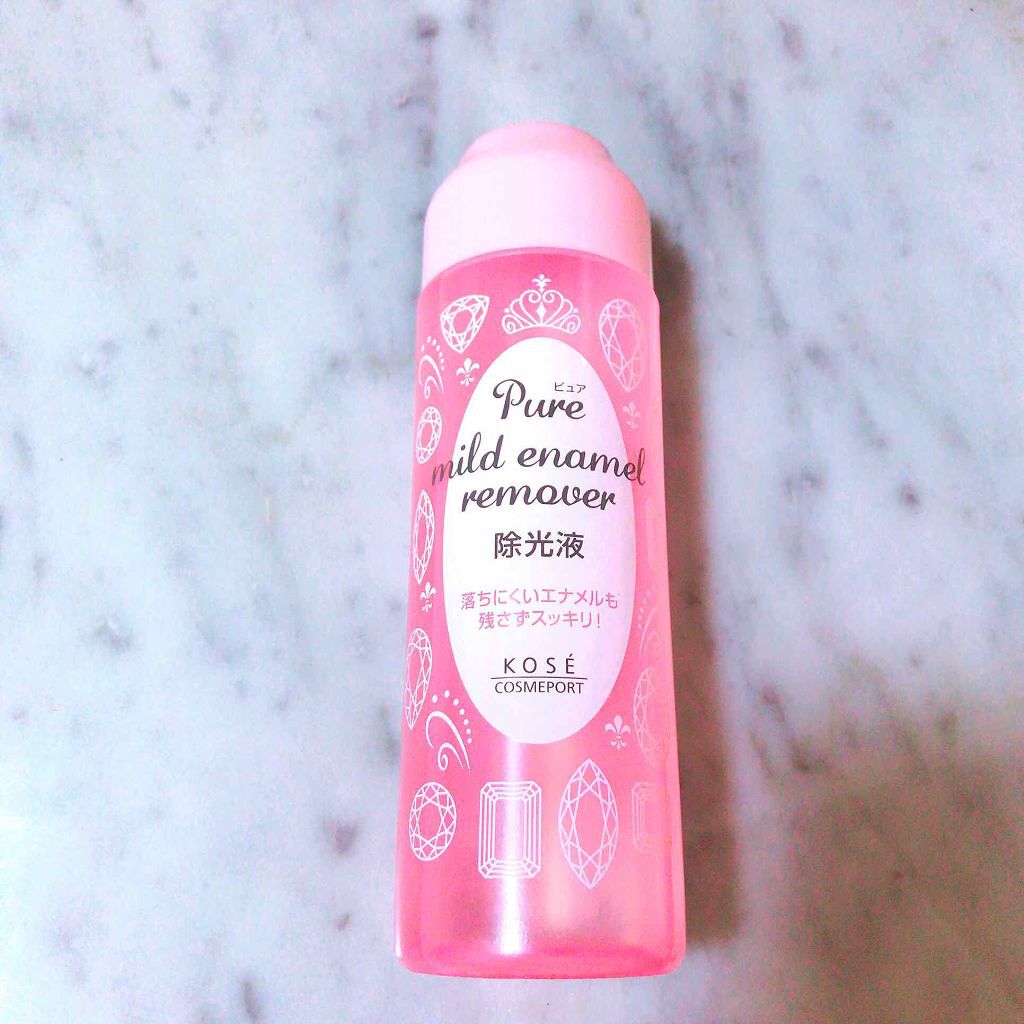 ピュア
Pure
mild enamel
remover
除光液
落ちにくいエナメルも
残さずスッキリ!
KOSÉ
COSMEPORT